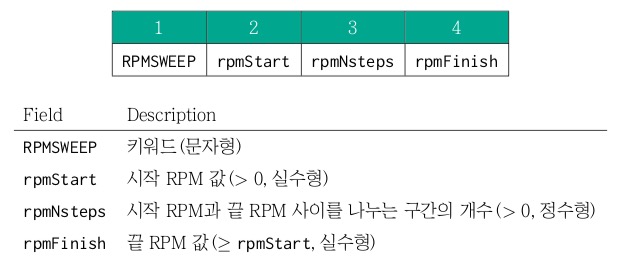 1 2 3 4
RPMSWEEP rpmStart rpmNsteps rpmFinish
Field Description
RPMSWEEP 키워드(문자형)
rpmStart 시작 RPM 값(> 0, 실수형)
rpmNsteps 시작 RPM과 끝 RPM 사이를 나누는 구간의 개수(> 0, 정수형)
rpmFinish 끝 RPM 값(≥ rpmStart, 실수형)